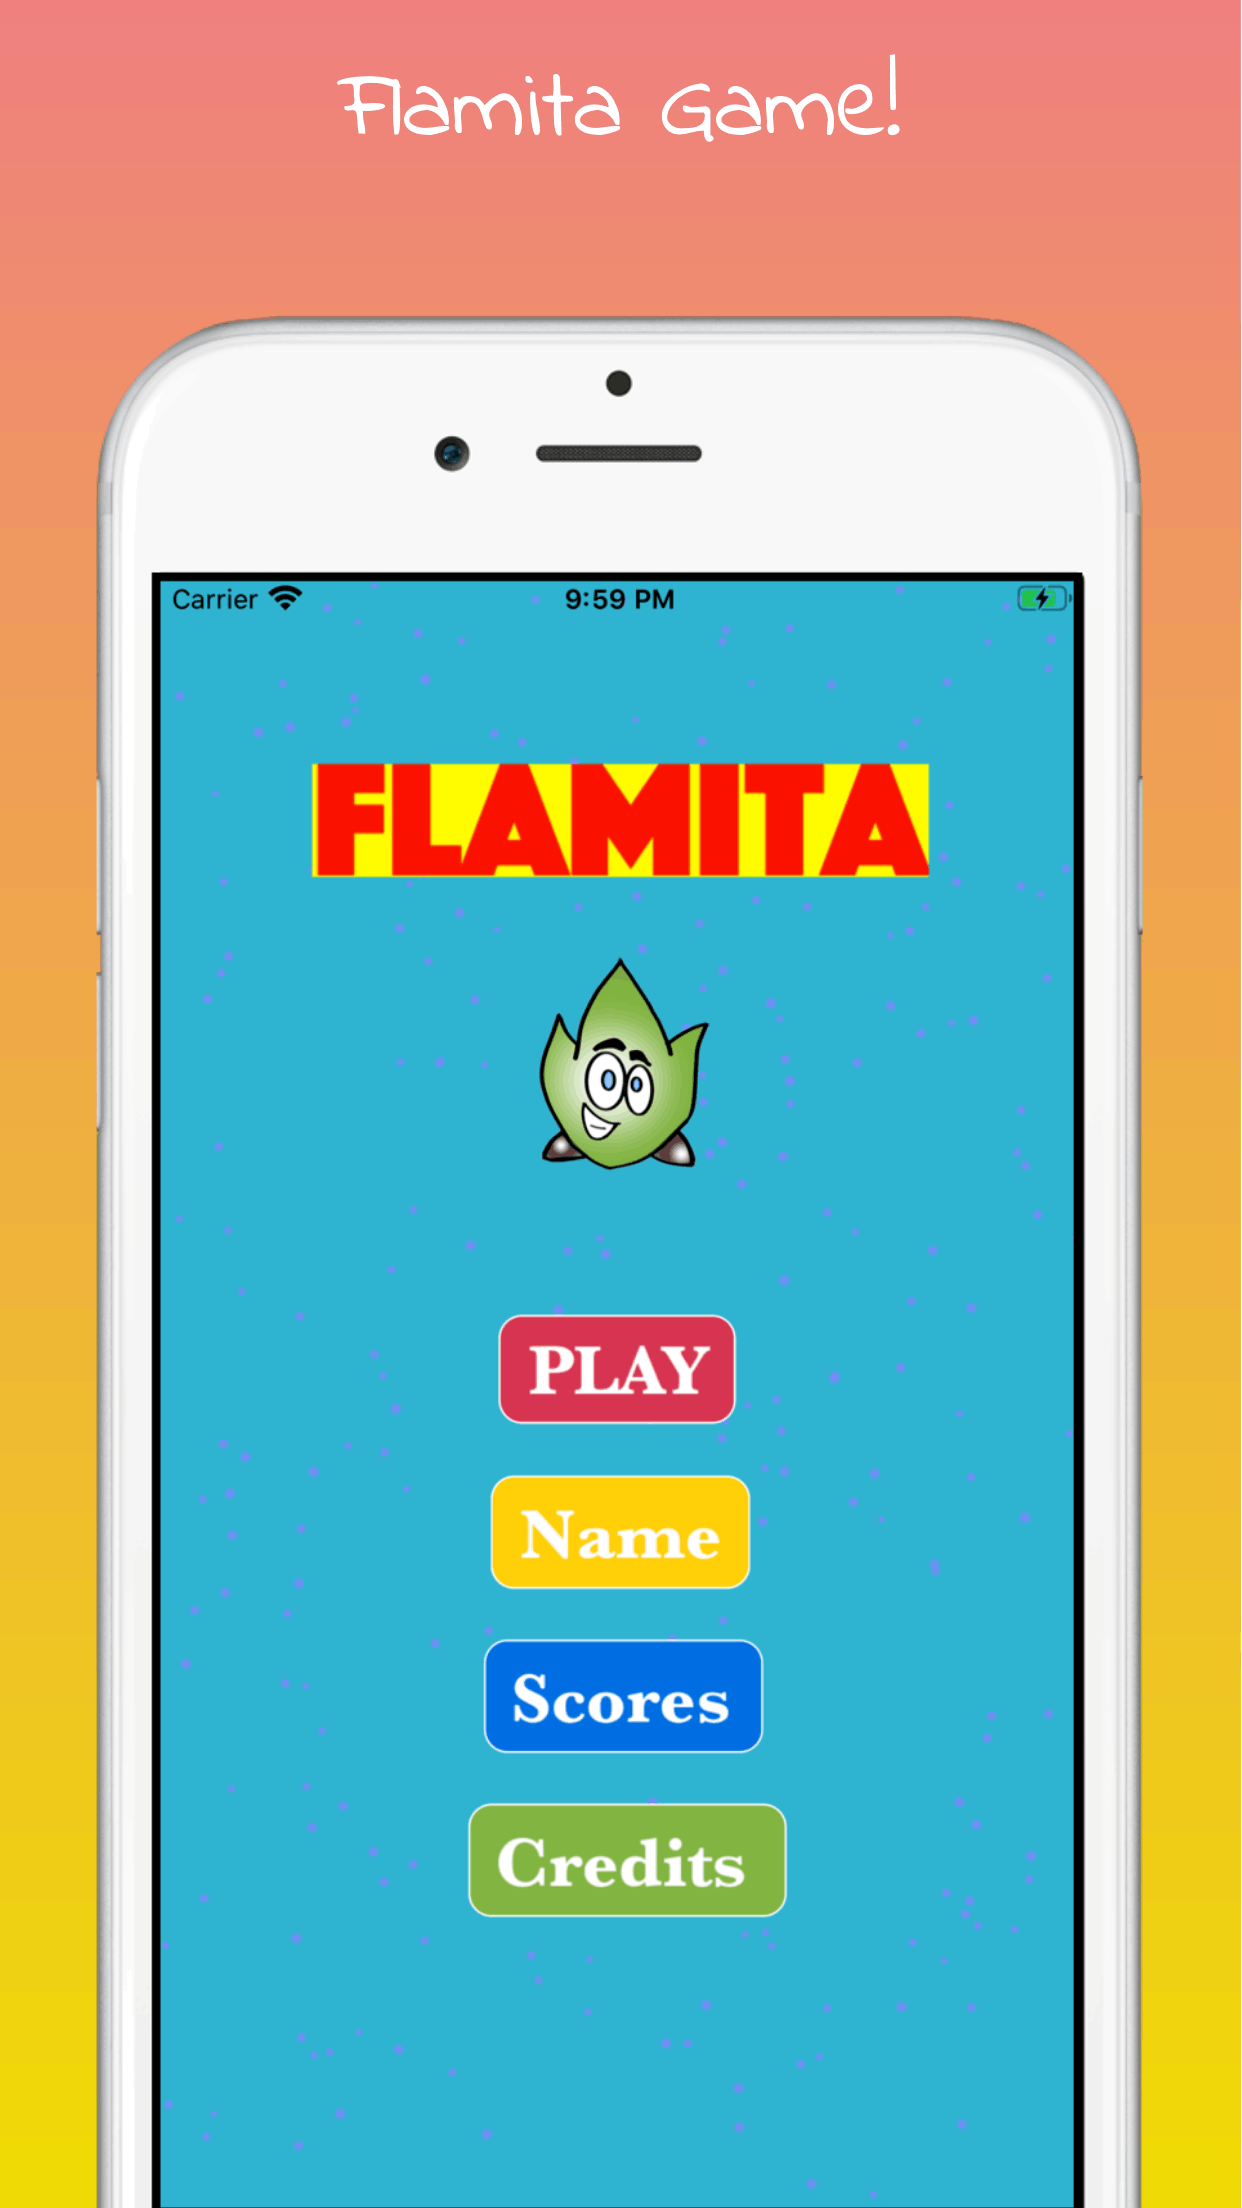 Flamita Game!
Carrier 9:59 PM
FLAMITA
PLAY
Name
Scores
Credits